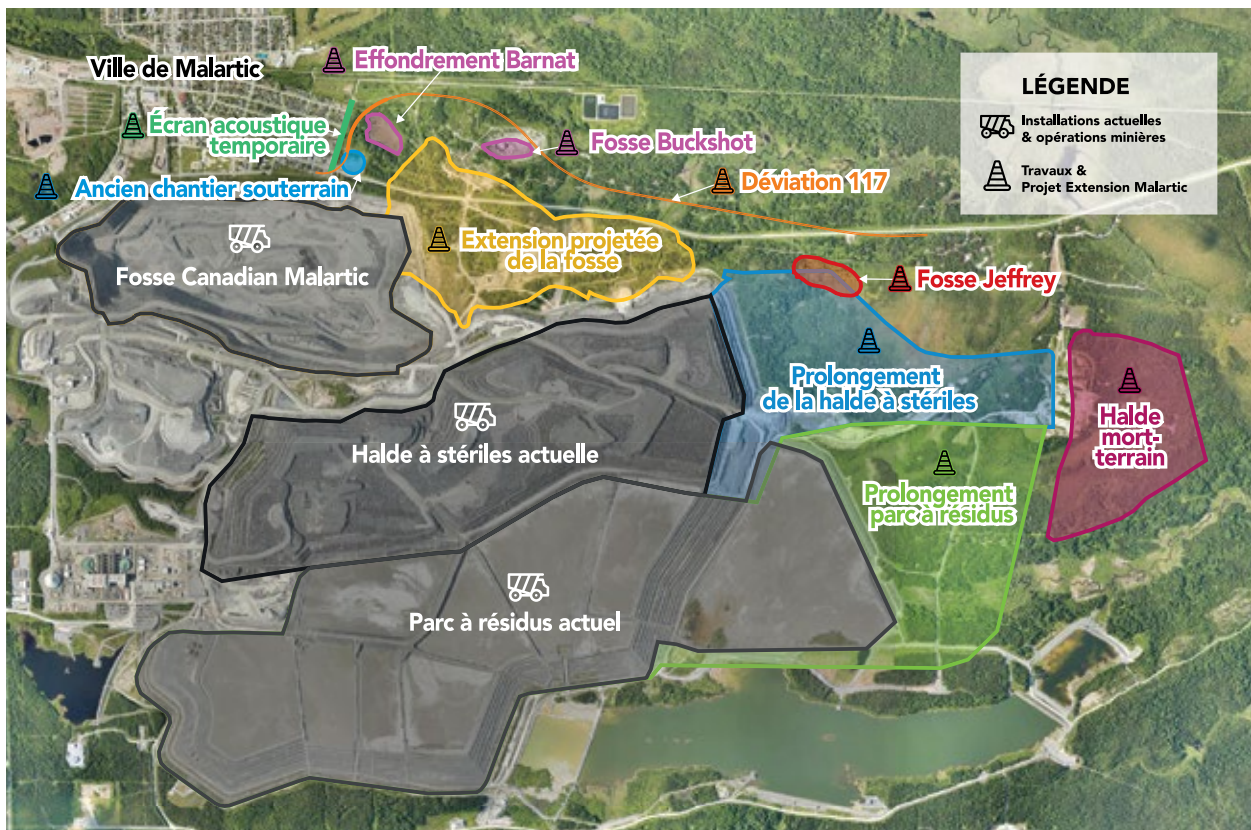 Ville de Malartic
Effondrement Barnat
Écran acoustique
temporaire
Fosse Buckshot
Ancien chantier souterrain
Déviation 117
LÉGENDE
Installations actuelles
& opérations minières
Travaux &
Projet Extension Malartic
Extension projetée
de la fosse
Fosse Canadian Malartic
Fosse Jeffrey
Prolongement
de la halde à stériles
Halde
mort-
terrain
Halde à stériles actuelle
Prolongement
parc à résidus
Parc à résidus actuel